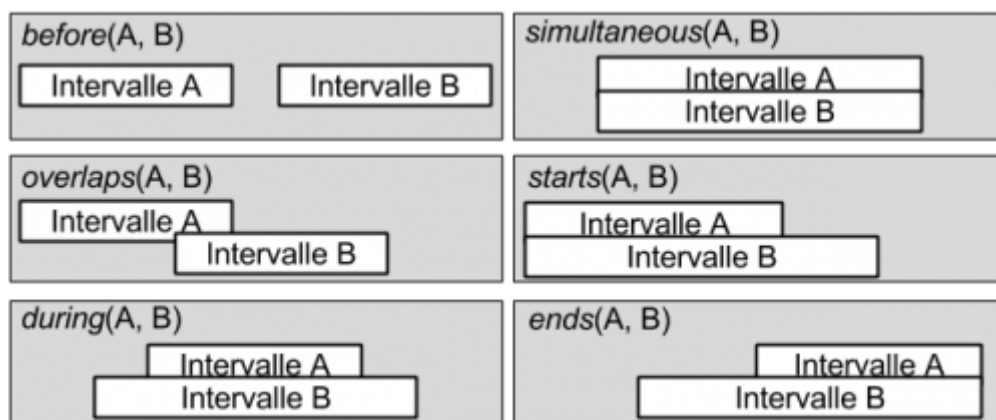 before(A, B)
Intervalle A
Intervalle B
simultaneous(A, B)
Intervalle A
Intervalle B
overlaps(A, B)
Intervalle A
Intervalle B
starts(A, B)
Intervalle A
Intervalle B
during(A, B)
Intervalle A
Intervalle B
ends(A, B)
Intervalle A
Intervalle B